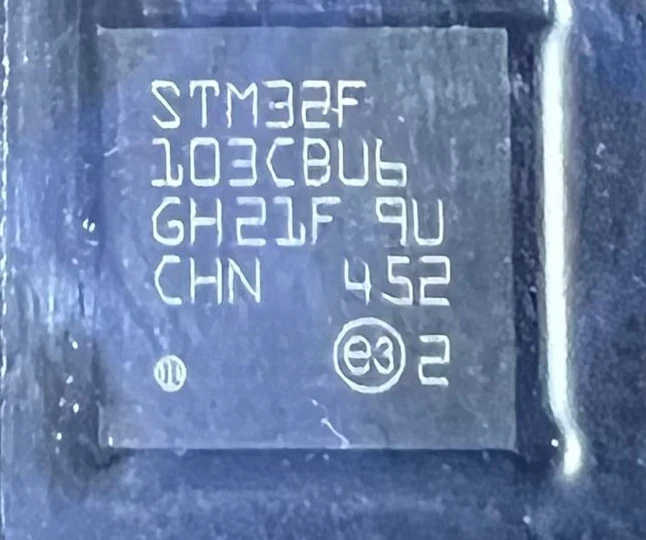 STM32F
103CBU6
GH21F 9U
CHN 452
e3 2